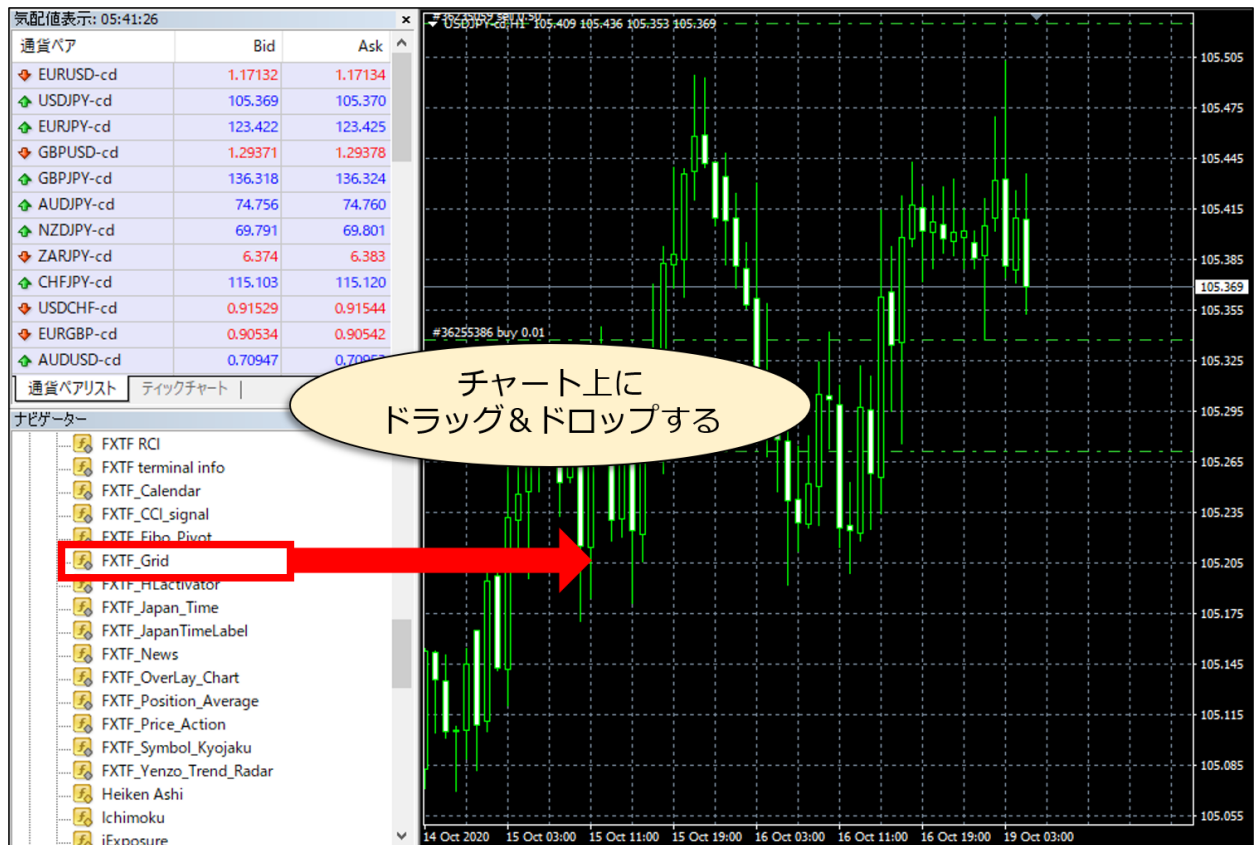 気配値表示: 05:41:26
通貨ペア Bid Ask
EURUSD-cd 1.17132 1.17134
USDJPY-cd 105.369 105.370
EURJPY-cd 123.422 123.425
GBPUSD-cd 1.29371 1.29378
GBPJPY-cd 136.318 136.324
AUDJPY-cd 74.756 74.760
NZDJPY-cd 69.791 69.801
ZARJPY-cd 6.374 6.383
CHFJPY-cd 115.103 115.120
USDCHF-cd 0.91529 0.91544
EURGBP-cd 0.90534 0.90542
AUDUSD-cd 0.70947
通貨ペアリスト ティックチャート
ナビゲーター
FXTF RCI
FXTF terminal info
FXTF_Calendar
FXTF_CCI_signal
FXTF_Fibo_Pivot
FXTF_Grid
FXTF_HLactivator
FXTF_Japan_Time
FXTF_JapanTimeLabel
FXTF_News
FXTF_OverLay_Chart
FXTF_Position_Average
FXTF_Price_Action
FXTF_Symbol_Kyojaku
FXTF_Yenzo_Trend_Radar
Heiken Ashi
Ichimoku
iExposure
チャート上に
ドラッグ＆ドロップする
USDJPY-cd,H1 105.409 105.436 105.353 105.369
#36255386 buy 0.01
105.505
105.475
105.445
105.415
105.385
105.369
105.355
105.325
105.295
105.265
105.235
105.205
105.175
105.145
105.115
105.085
105.055
14 Oct 2020 15 Oct 03:00 15 Oct 11:00 15 Oct 19:00 16 Oct 03:00 16 Oct 11:00 16 Oct 19:00 19 Oct 03:00